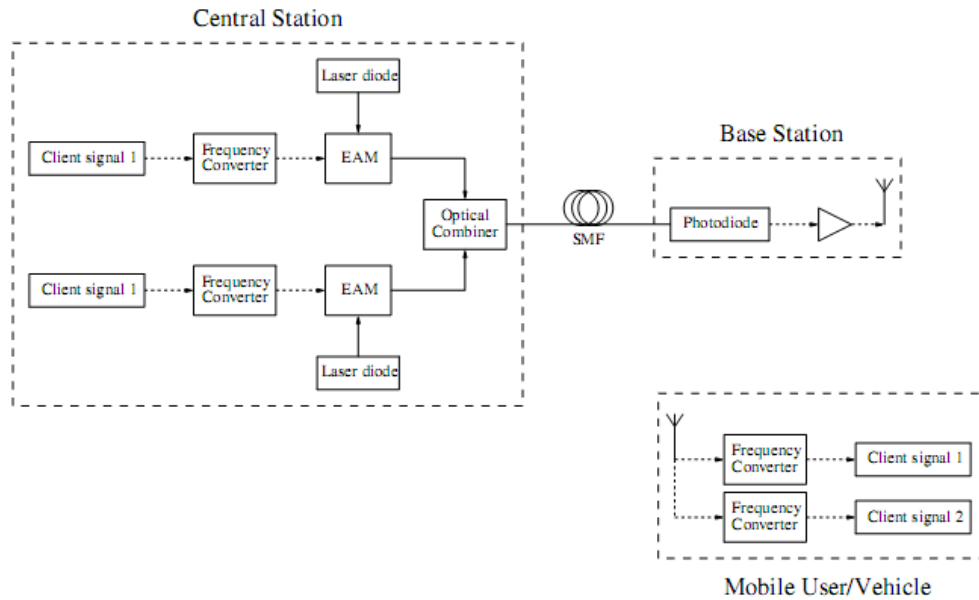 Central Station
Laser diode
Client signal 1
Frequency
Converter
EAM
Optical
Combiner
SMF
Base Station
Photodiode
Client signal 1
Frequency
Converter
EAM
Laser diode
Frequency
Converter
Client signal 1
Frequency
Converter
Client signal 2
Mobile User/Vehicle